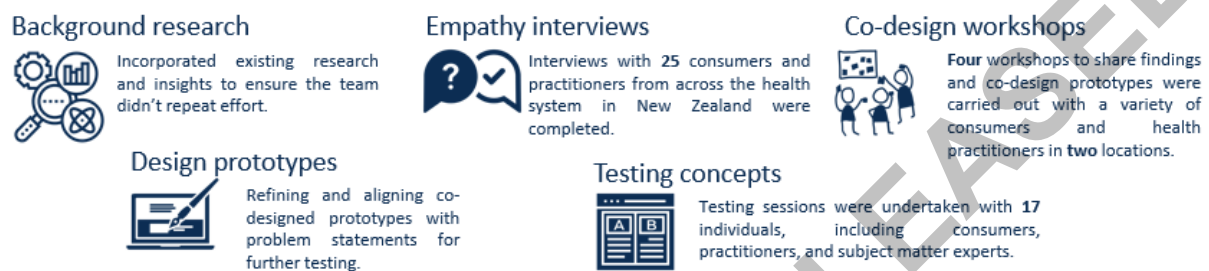 Background research
Incorporated existing research
and insights to ensure the team
didn't repeat effort.
Empathy interviews
Interviews with 25 consumers and
practitioners from across the health
system in New Zealand were
completed.
Co-design workshops
Four workshops to share findings
and co-design prototypes were
carried out with a variety of
consumers and health
practitioners in two locations.
Design prototypes
Refining and aligning co-
designed prototypes with
problem statements for
further testing.
Testing concepts
A B
Testing sessions were undertaken with 17
individuals, including consumers,
practitioners, and subject matter experts.